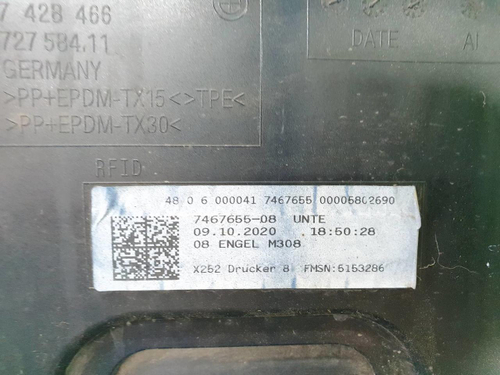 7 428 466
727 584.11
GERMANY
>PP+EPDM-TX15<>TPE<
>PP+EPDM-TX30<
DATE
RFID
48 0 6 000041 7467655 00006802690
7467655-08 UNTE
09.10.2020 18:50:28
08 ENGEL M308
X252 Drucker 8 FMSN:6153286